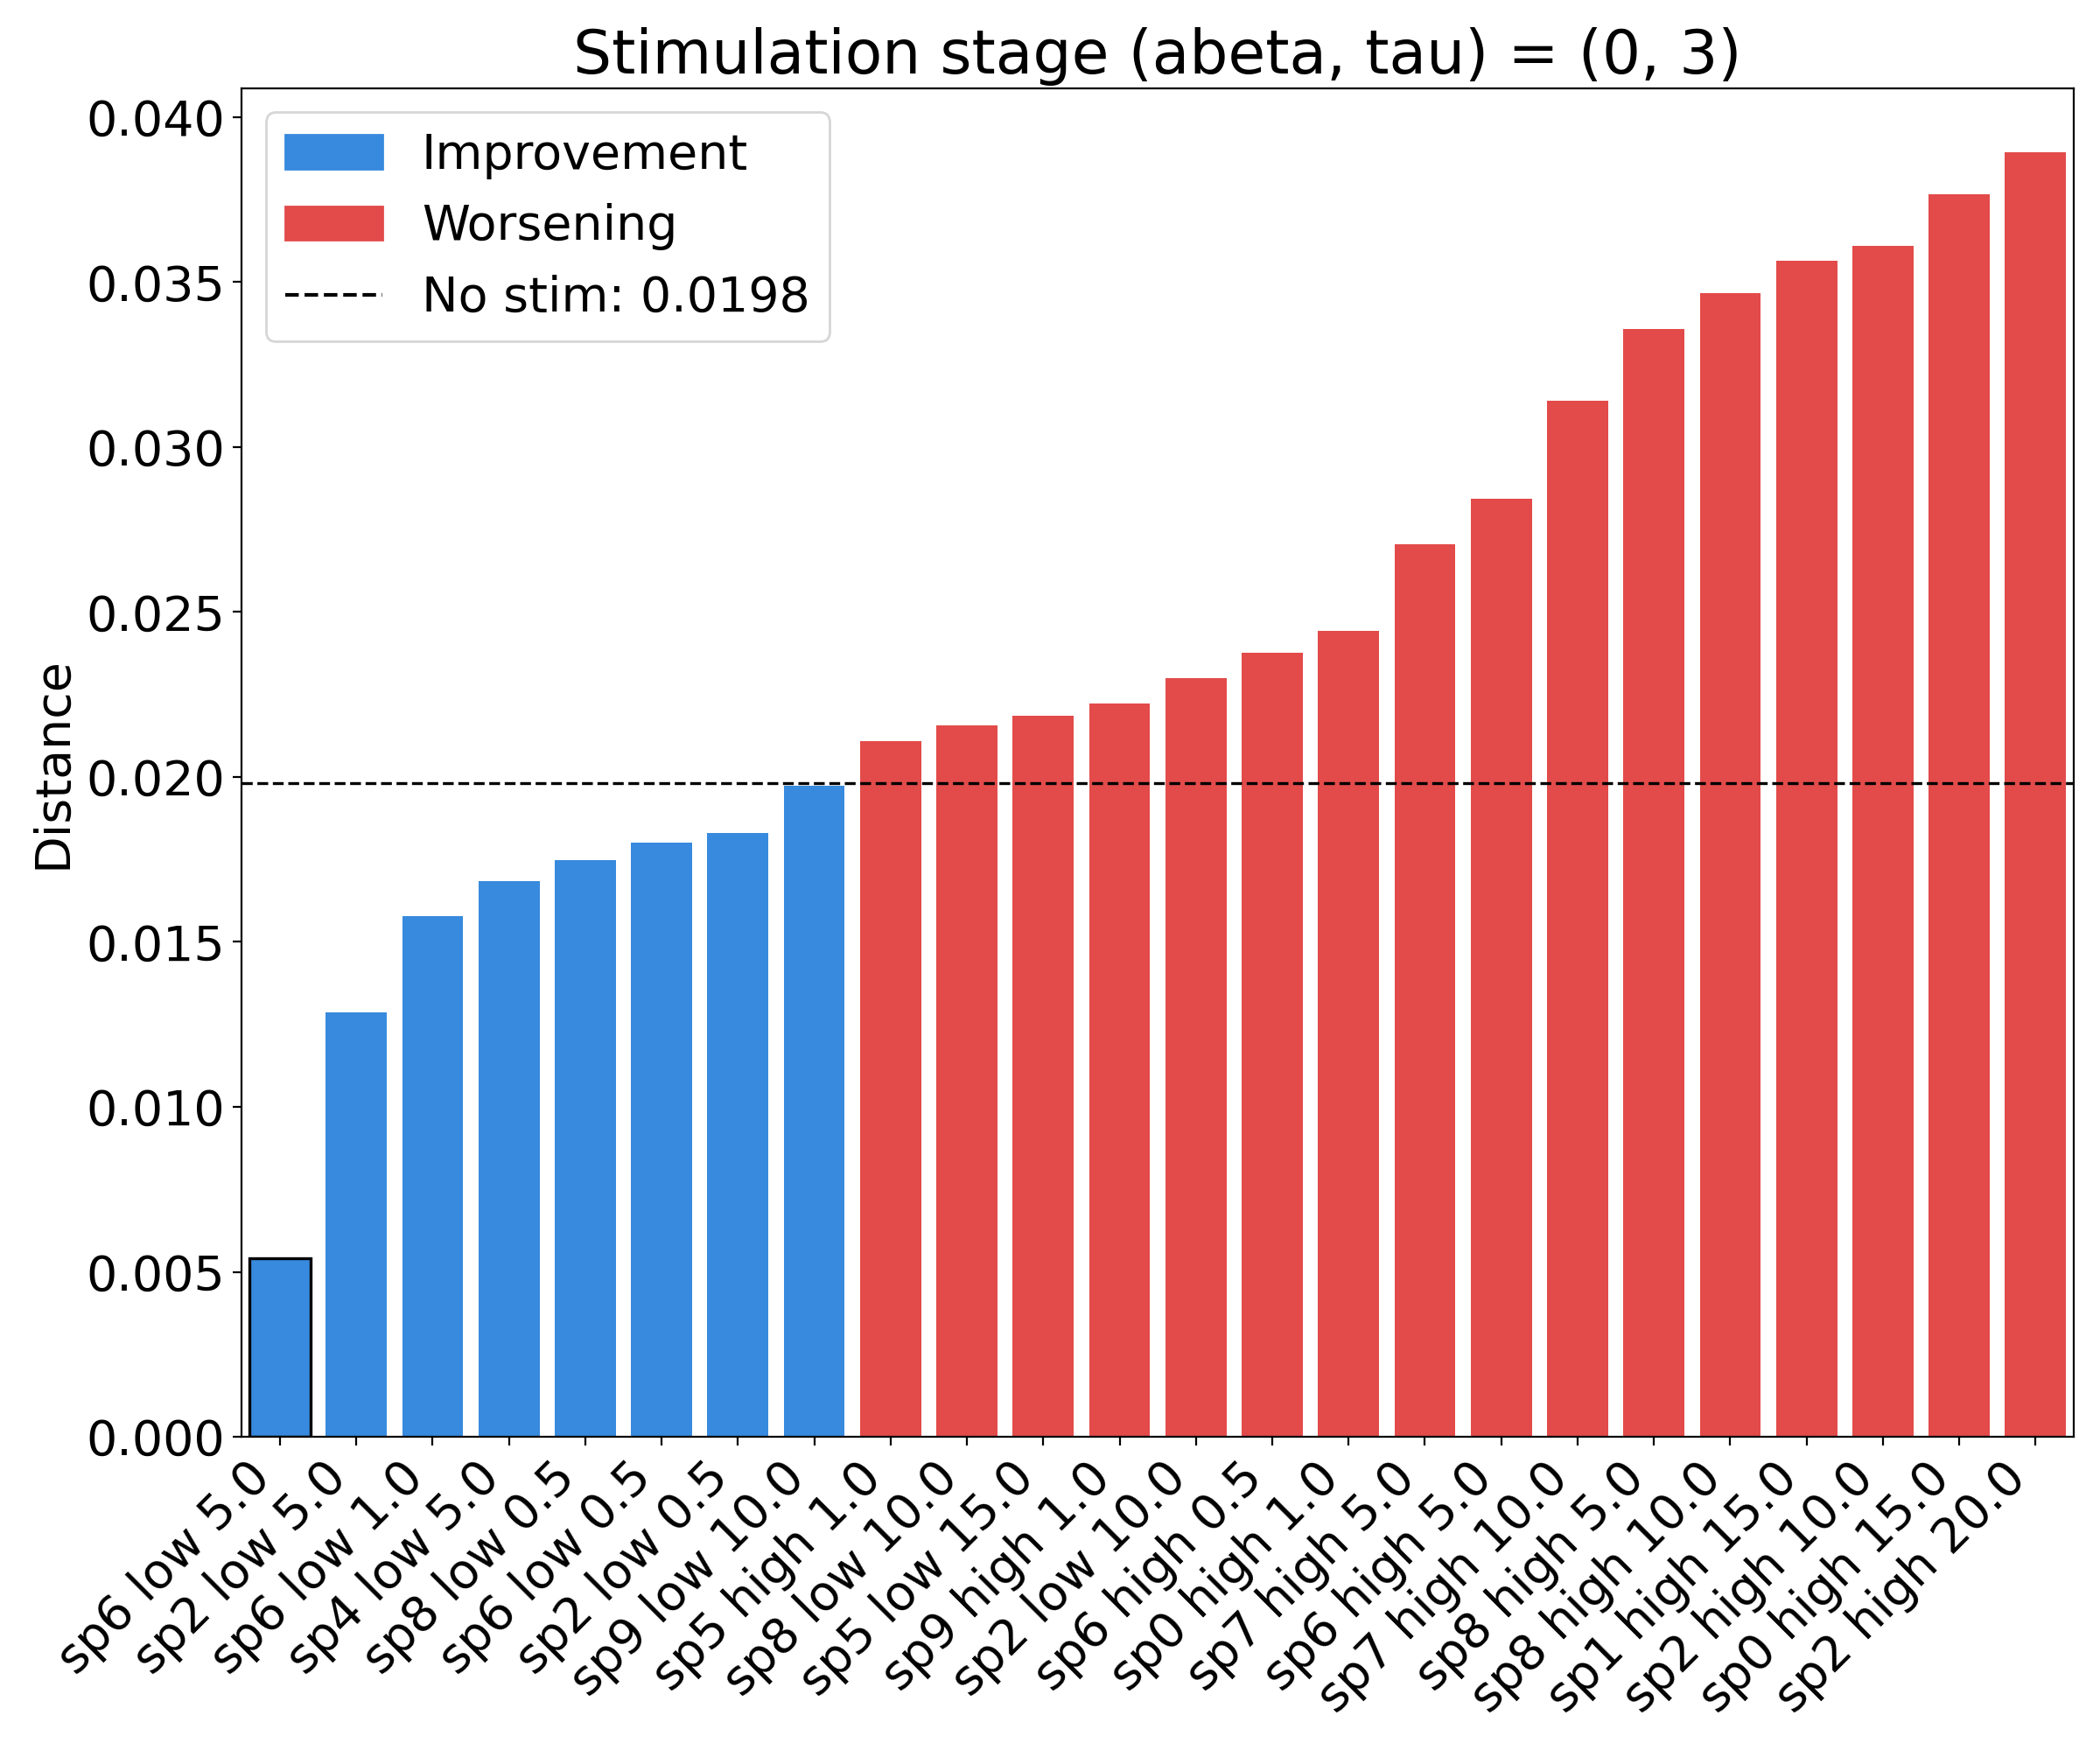 Stimulation stage (abeta, tau) = (0, 3)
Improvement
Worsening
No stim: 0.0198
Distance
0.040
0.035
0.030
0.025
0.020
0.015
0.010
0.005
0.000
sp6 low 5.0
sp2 low 5.0
sp6 low 1.0
sp4 low 5.0
sp8 low 0.5
sp6 low 0.5
sp2 low 0.5
sp9 low 10.0
sp5 high 1.0
sp8 low 10.0
sp5 low 15.0
sp9 high 1.0
sp2 low 10.0
sp6 high 0.5
sp0 high 1.0
sp7 high 5.0
sp6 high 5.0
sp7 high 10.0
sp8 high 5.0
sp8 high 10.0
sp1 high 15.0
sp2 high 10.0
sp0 high 15.0
sp2 high 20.0